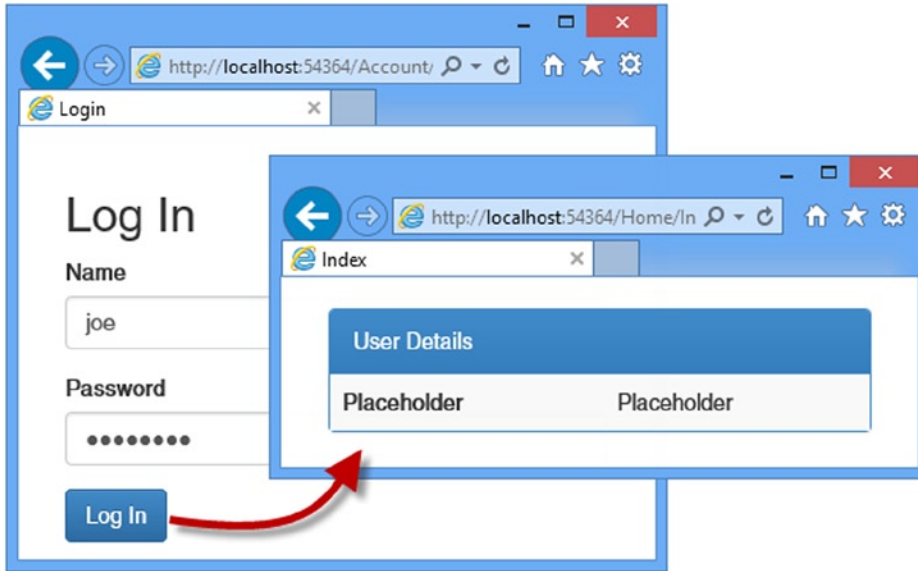 http://localhost:54364/Account/
Login
Log In
Name
joe
Password
Log In
http://localhost:54364/Home/In
Index
User Details
Placeholder Placeholder